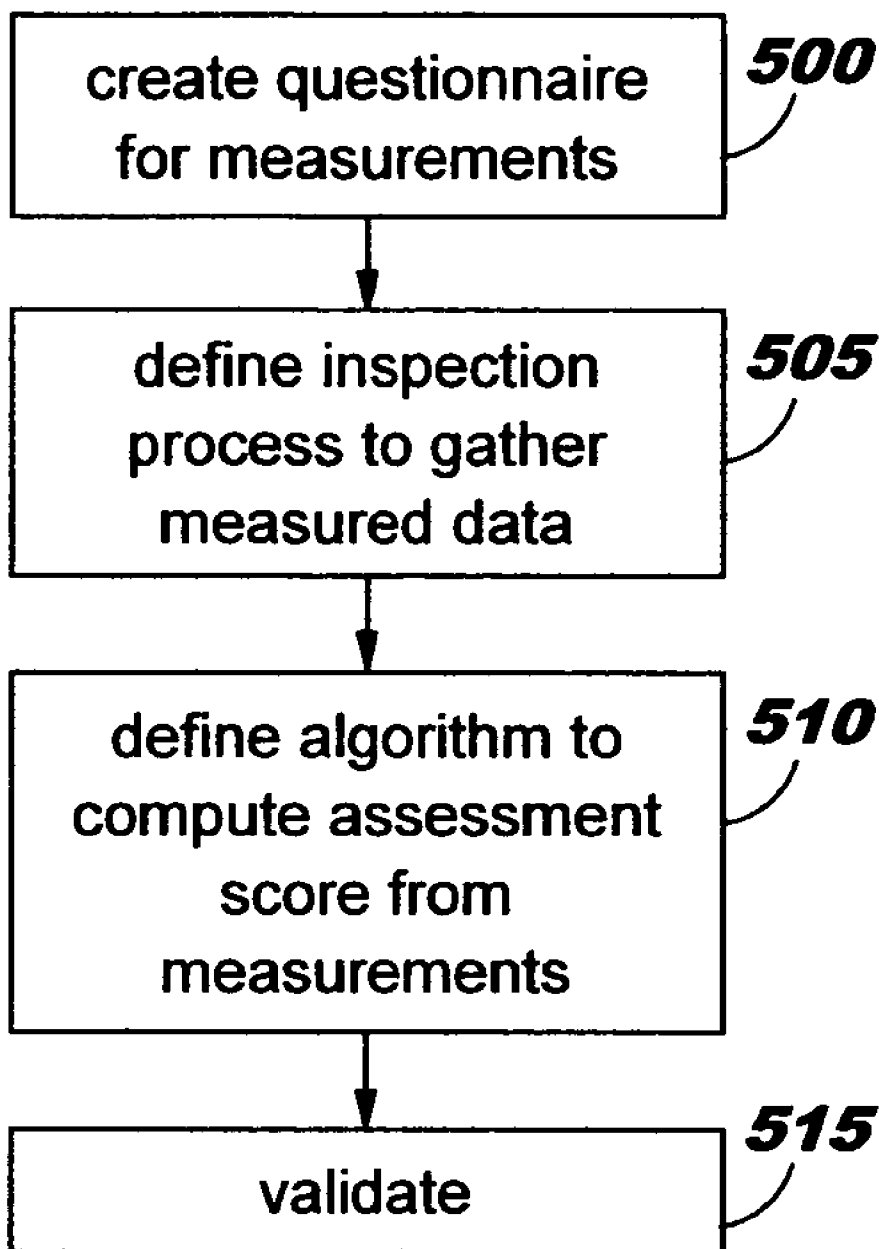 create questionnaire
for measurements
500
define inspection
process to gather
measured data
505
define algorithm to
compute assessment
score from
measurements
510
validate
515